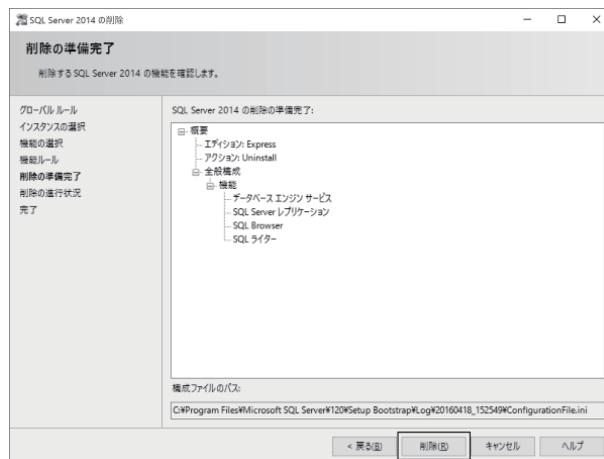 SQL Server 2014 の削除
削除の準備完了
削除する SQL Server 2014 の機能を確認します。
グローバル ルール
インスタンスの選択
機能の選択
機能ルール
削除の準備完了
削除の進行状況
完了
SQL Server 2014 の削除の準備完了:
概要
エディション: Express
アクション: Uninstall
全般構成
機能
データベース エンジン サービス
SQL Server レプリケーション
SQL Browser
SQL ライター
構成ファイルのパス:
C:¥Program Files¥Microsoft SQL Server¥120¥Setup Bootstrap¥Log¥20160418_152549¥ConfigurationFile.ini
< 戻る(B)
削除(R)
キャンセル
ヘルプ